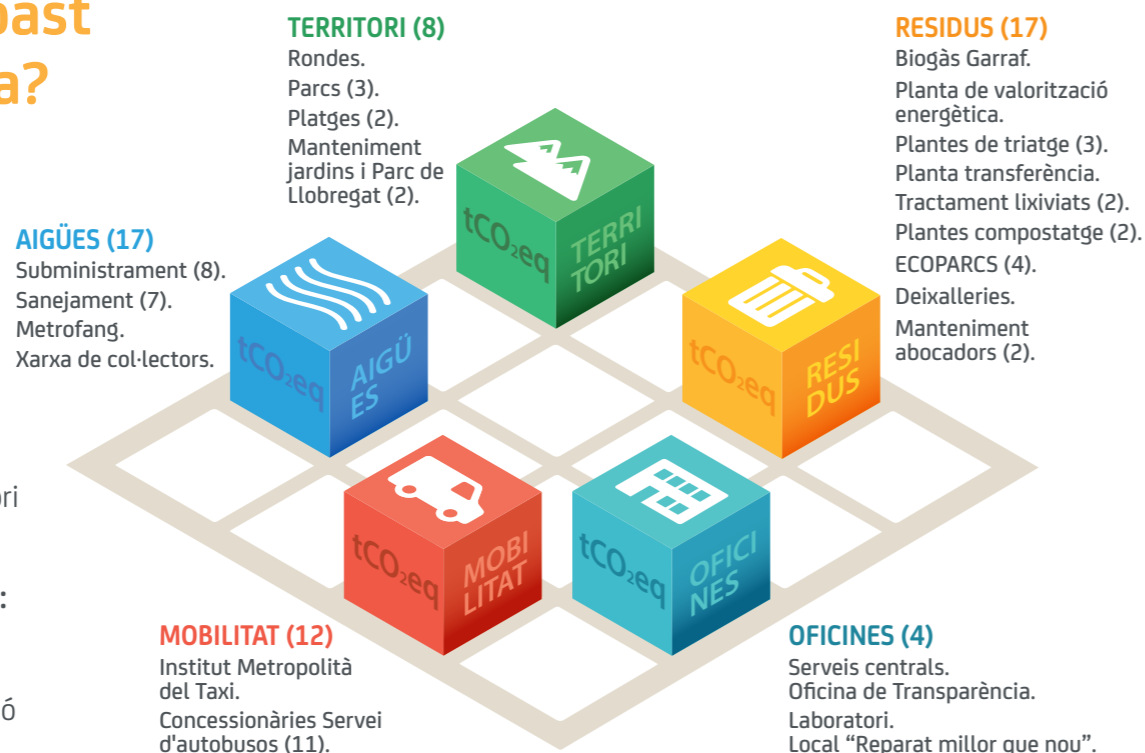 past
a?
TERRITORI (8)
Rondes.
Parcs (3).
Platges (2).
Manteniment
jardins i Parc de
Llobregat (2).
RESIDUS (17)
Biogàs Garraf.
Planta de valorització
energètica.
Plantes de triatge (3).
Planta transferència.
Tractament lixiviats (2).
Plantes compostatge (2).
ECOPARCS (4).
Deixalleries.
Manteniment
abocadors (2).
AIGÜES (17)
Subministrament (8).
Sanejament (7).
Metrofang.
Xarxa de col·lectors.
tCO₂eq
TERRI
TORI
tCO₂eq
AIGÜ
ES
tCO₂eq
RESI
DUS
tCO₂eq
MOBI
LITAT
tCO₂eq
OFICI
NES
ori
:
ó
MOBILITAT (12)
Institut Metropolità
del Taxi.
Concessionàries Servei
d'autobusos (11).
OFICINES (4)
Serveis centrals.
Oficina de Transparència.
Laboratori.
Local “Reparat millor que nou”.